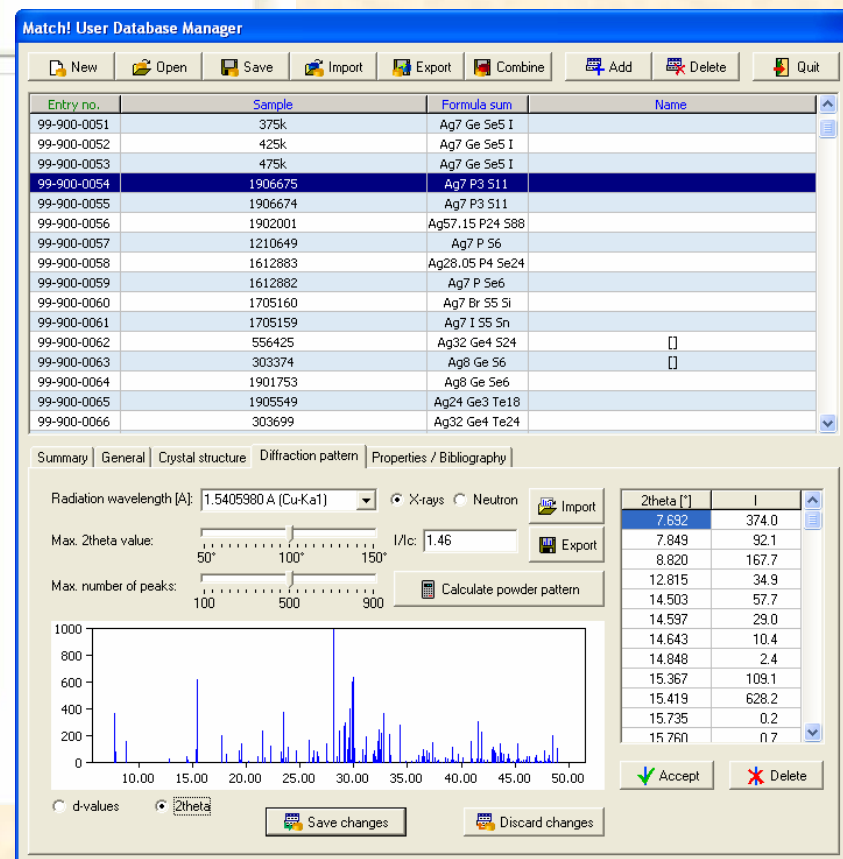 Match! User Database Manager
New Open Save Import Export Combine Add Delete Quit
Entry no. Sample Formula sum Name
99-900-0051 375k Ag7 Ge Se5 I
99-900-0052 425k Ag7 Ge Se5 I
99-900-0053 475k Ag7 Ge Se5 I
99-900-0054 1906675 Ag7 P3 S11
99-900-0055 1906674 Ag7 P3 S11
99-900-0056 1902001 Ag57.15 P24 S88
99-900-0057 1210649 Ag7 P S6
99-900-0058 1612883 Ag28.05 P4 Se24
99-900-0059 1612882 Ag7 P Se6
99-900-0060 1705160 Ag7 Br S5 Si
99-900-0061 1705159 Ag7 I S5 Sn
99-900-0062 556425 Ag32 Ge4 S24 []
99-900-0063 303374 Ag8 Ge S6 []
99-900-0064 1901753 Ag8 Ge Se6
99-900-0065 1905549 Ag24 Ge3 Te18
99-900-0066 303699 Ag32 Ge4 Te24
Summary General Crystal structure Diffraction pattern Properties / Bibliography
Radiation wavelength [A]: 1.5405980 A (Cu-Ka1) X-rays Neutron Import
Max. 2theta value: 50° 100° 150° I/Ic: 1.46 Export
Max. number of peaks: 100 500 900 Calculate powder pattern
2theta [°] I
7.692 374.0
7.849 92.1
8.820 167.7
12.815 34.9
14.503 57.7
14.597 29.0
14.643 10.4
14.848 2.4
15.367 109.1
15.419 628.2
15.735 0.2
15.760 0.7
1000
800
600
400
200
0
10.00 15.00 20.00 25.00 30.00 35.00 40.00 45.00 50.00
Accept Delete
d-values 2theta
Save changes Discard changes